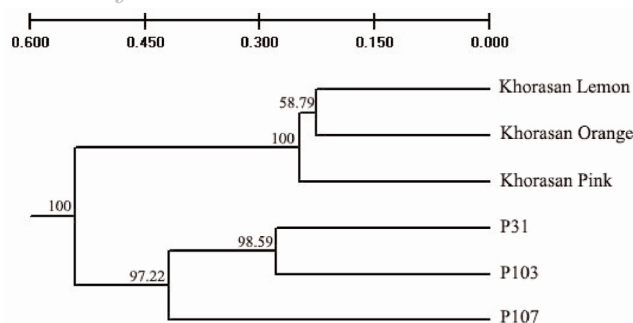 0.600 0.450 0.300 0.150 0.000
Khorasan Lemon
58.79
Khorasan Orange
100
Khorasan Pink
100
P31
98.59
P103
97.22
P107